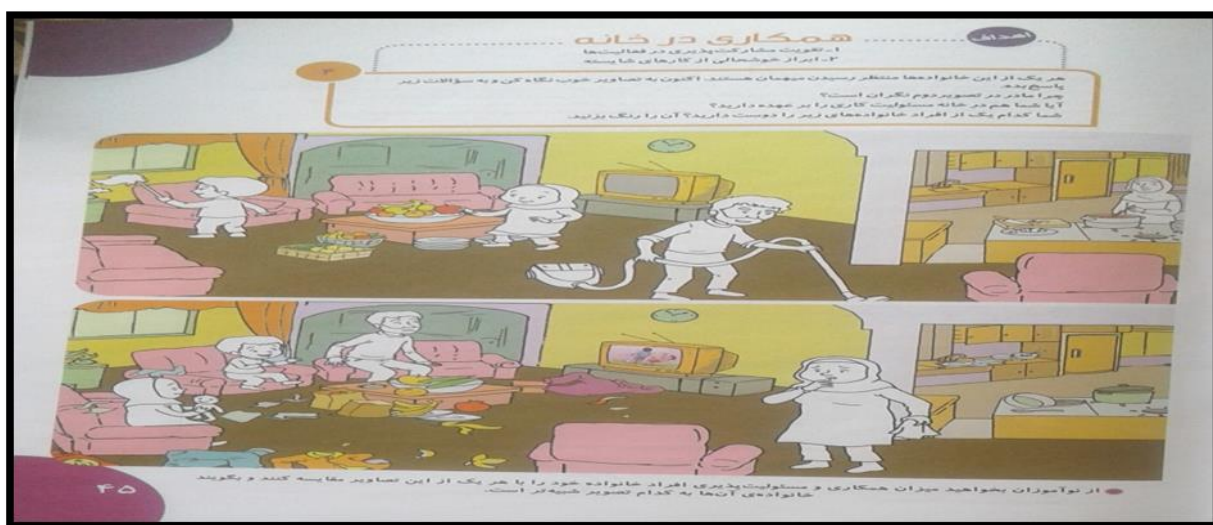 اهداف
همکاری در خانه
۱- تقویت مشارکت‌پذیری در فعالیت‌ها
۲- ابراز خوشحالی از کارهای شایسته
۳
هر یک از این خانواده‌ها منتظر رسیدن میهمان هستند. اکنون به تصاویر خوب نگاه کن و به سؤالات زیر
پاسخ بده.
چرا مادر در تصویر دوم نگران است؟
آیا شما هم در خانه مسئولیت کاری را بر عهده دارید؟
شما کدام یک از افراد خانواده‌های زیر را دوست دارید؟ آن را رنگ بزنید.
از نوآموزان بخواهید میزان همکاری و مسئولیت‌پذیری افراد خانواده خود را با هر یک از این تصاویر مقایسه کنند و بگویند
خانواده‌ی آن‌ها به کدام تصویر شبیه‌تر است.
۴۵